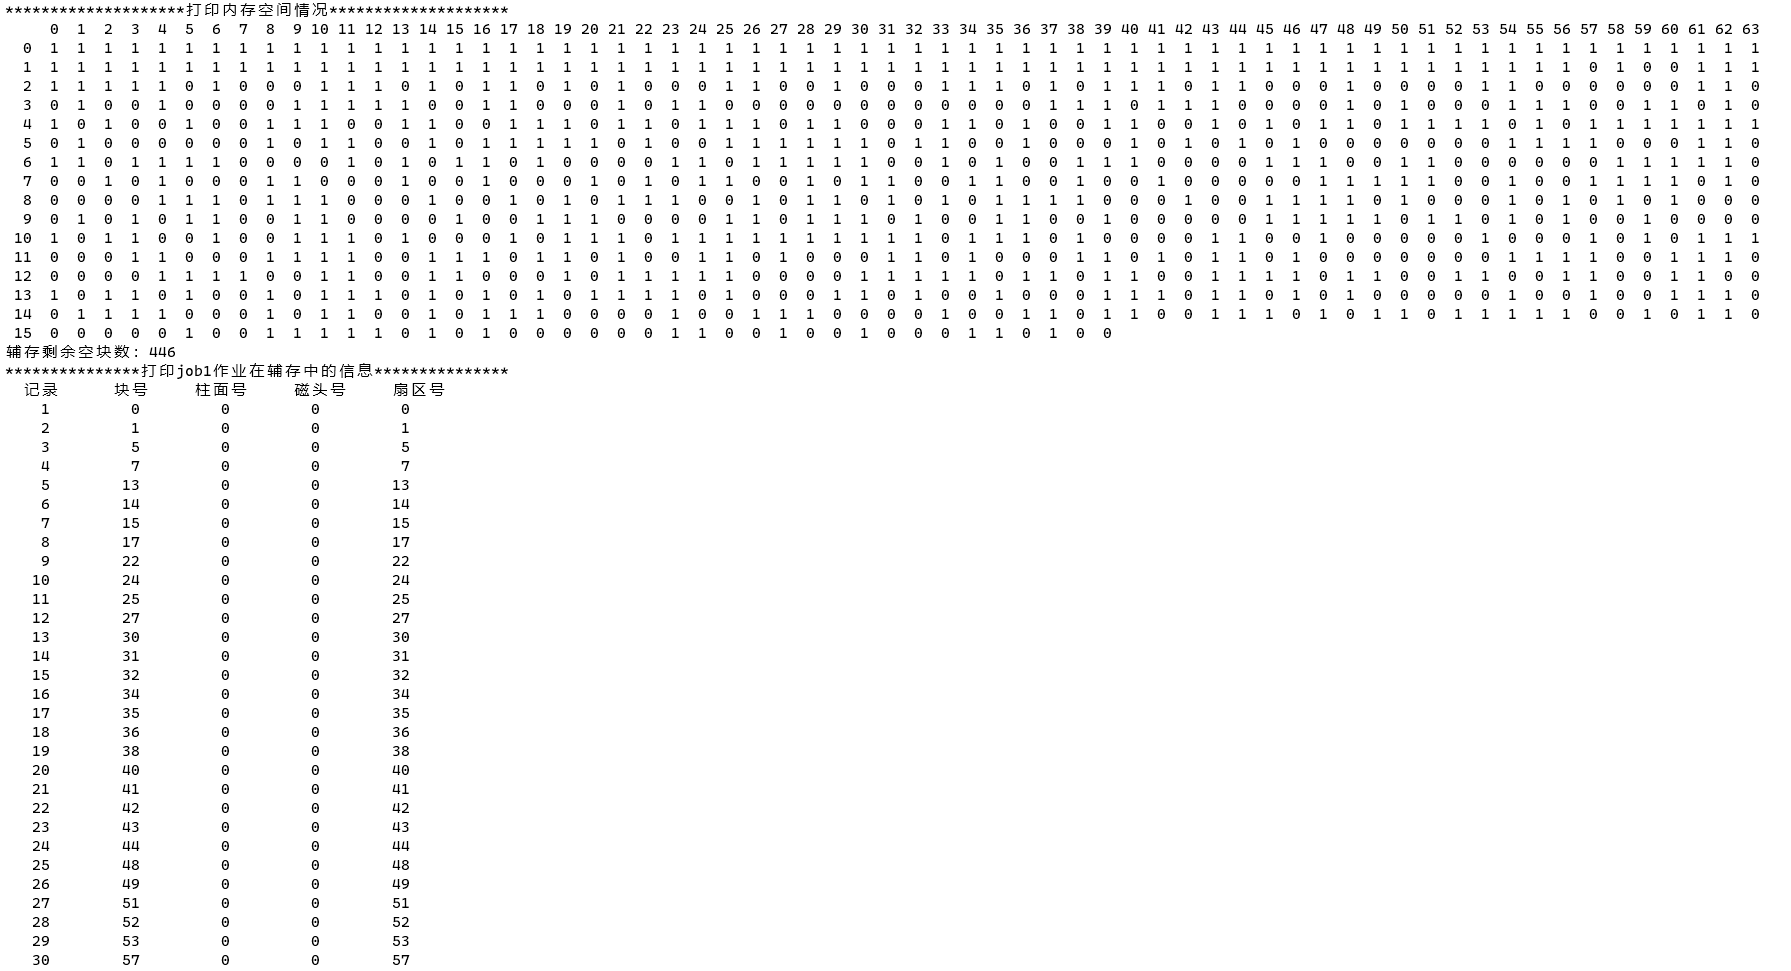 ********************打印内存空间情况********************
0 1 2 3 4 5 6 7 8 9 10 11 12 13 14 15 16 17 18 19 20 21 22 23 24 25 26 27 28 29 30 31 32 33 34 35 36 37 38 39 40 41 42 43 44 45 46 47 48 49 50 51 52 53 54 55 56 57 58 59 60 61 62 63
0 1 1 1 1 1 1 1 1 1 1 1 1 1 1 1 1 1 1 1 1 1 1 1 1 1 1 1 1 1 1 1 1 1 1 1 1 1 1 1 1 1 1 1 1 1 1 1 1 1 1 1 1 1 1 1 1 1 1 1 1 1 1 1 1
1 1 1 1 1 1 1 1 1 1 1 1 1 1 1 1 1 1 1 1 1 1 1 1 1 1 1 1 1 1 1 1 1 1 1 1 1 1 1 1 1 1 1 1 1 1 1 1 1 1 1 1 1 1 1 1 1 1 0 1 0 0 1 1 1
2 1 1 1 1 1 0 1 0 0 0 1 1 1 0 1 0 1 1 0 1 0 1 0 0 0 1 1 0 0 1 0 0 0 1 1 1 0 1 0 1 1 0 1 1 0 0 0 0 1 0 0 0 0 1 1 0 0 0 0 0 0 1 1 0
3 0 1 0 0 1 0 0 0 0 1 1 1 1 1 0 0 1 1 0 0 0 1 0 1 1 0 0 0 0 0 0 0 0 0 0 0 0 1 1 1 0 1 1 1 0 0 0 0 1 0 1 0 0 0 1 1 1 0 0 1 1 0 1 0
4 1 0 1 0 0 1 0 0 1 1 1 0 0 1 1 0 0 1 1 1 0 1 1 0 1 1 1 0 1 1 0 0 0 1 1 0 1 0 0 1 1 0 0 1 0 1 0 1 1 0 1 1 1 1 0 1 0 1 1 1 1 1 1 1
5 0 1 0 0 0 0 0 0 1 0 1 1 0 0 1 0 1 1 1 1 1 0 1 0 0 1 1 1 1 1 0 1 1 0 0 1 0 0 0 1 1 0 1 0 1 0 1 0 0 0 0 0 0 0 1 1 1 1 0 0 0 1 1 0
6 1 1 0 1 1 1 1 0 0 0 0 1 0 1 0 1 1 0 1 0 0 0 0 1 1 0 1 1 1 1 1 0 0 1 0 1 0 0 1 1 1 0 0 0 0 1 1 1 0 0 1 1 0 0 0 0 0 0 1 1 1 1 1 0
7 0 0 1 0 1 0 0 0 1 1 0 0 0 1 0 0 1 0 0 0 1 0 1 0 1 1 0 0 1 0 1 1 0 0 1 1 0 0 1 0 0 1 0 0 0 0 0 1 1 1 1 1 0 0 1 0 0 1 1 1 1 0 1 0
8 0 0 0 0 1 1 1 0 1 1 1 0 0 0 1 0 0 1 0 1 0 1 1 1 0 0 1 0 1 0 1 1 0 1 0 1 0 1 1 1 0 0 0 0 0 1 1 1 1 0 1 0 0 1 0 1 0 1 0 0 0 0 0 0
9 0 1 0 1 0 1 1 0 0 1 1 0 0 0 0 1 0 0 1 1 1 0 0 0 0 1 1 0 1 1 1 0 1 0 0 1 0 0 1 0 1 0 0 0 0 1 1 1 1 1 0 1 1 0 1 0 1 0 0 1 0 0 0 0
10 1 0 1 1 0 0 1 0 0 1 1 1 0 1 0 0 0 1 0 1 1 1 0 1 1 1 1 1 1 1 1 1 1 0 1 1 1 0 1 0 0 0 0 1 1 0 0 1 0 0 0 0 0 1 0 0 0 1 0 1 0 1 1 1
11 0 0 0 1 1 0 0 0 1 1 1 1 1 0 1 1 1 0 0 1 0 1 1 1 1 1 1 0 0 0 0 1 1 0 1 0 0 0 1 1 0 1 0 1 1 1 0 1 0 0 0 0 0 0 1 1 1 1 0 0 1 1 1 0
12 0 0 0 0 1 1 1 1 0 0 1 1 1 0 1 1 0 0 0 1 0 1 1 1 1 1 0 0 0 0 1 1 1 1 1 0 1 0 1 0 0 1 0 1 1 1 1 0 1 1 0 0 1 1 0 0 1 1 0 0 1 1 0 0
13 1 0 1 1 0 1 0 0 1 0 1 1 1 0 1 0 1 0 1 0 1 1 1 1 0 1 0 0 0 1 1 0 1 0 1 0 0 0 0 1 1 1 0 1 1 0 1 0 1 0 0 0 0 0 1 0 0 1 0 0 1 1 1 0
14 0 1 1 1 1 0 0 0 1 0 1 1 0 1 1 0 1 1 1 0 0 0 0 1 0 0 1 1 1 0 0 0 0 1 0 0 1 0 1 1 1 0 0 1 1 1 0 1 0 1 1 0 1 1 1 1 1 0 0 1 0 1 1 0
15 0 0 0 0 0 1 0 0 1 1 1 1 1 0 1 0 1 0 0 0 0 0 0 1 1 0 0 1 0 0 1 0 0 0 1 1 0 1 0 0
辅存剩余空块数: 446
***************打印job1作业在辅存中的信息***************
记录 块号 柱面号 磁头号 扇区号
1 0 0 0 0
2 1 0 0 1
3 5 0 0 5
4 7 0 0 7
5 13 0 0 13
6 14 0 0 14
7 15 0 0 15
8 17 0 0 17
9 22 0 0 22
10 24 0 0 24
11 25 0 0 25
12 27 0 0 27
13 30 0 0 30
14 31 0 0 31
15 32 0 0 32
16 34 0 0 34
17 35 0 0 35
18 36 0 0 36
19 38 0 0 38
20 40 0 0 40
21 41 0 0 41
22 42 0 0 42
23 43 0 0 43
24 44 0 0 44
25 48 0 0 48
26 49 0 0 49
27 51 0 0 51
28 52 0 0 52
29 53 0 0 53
30 57 0 0 57